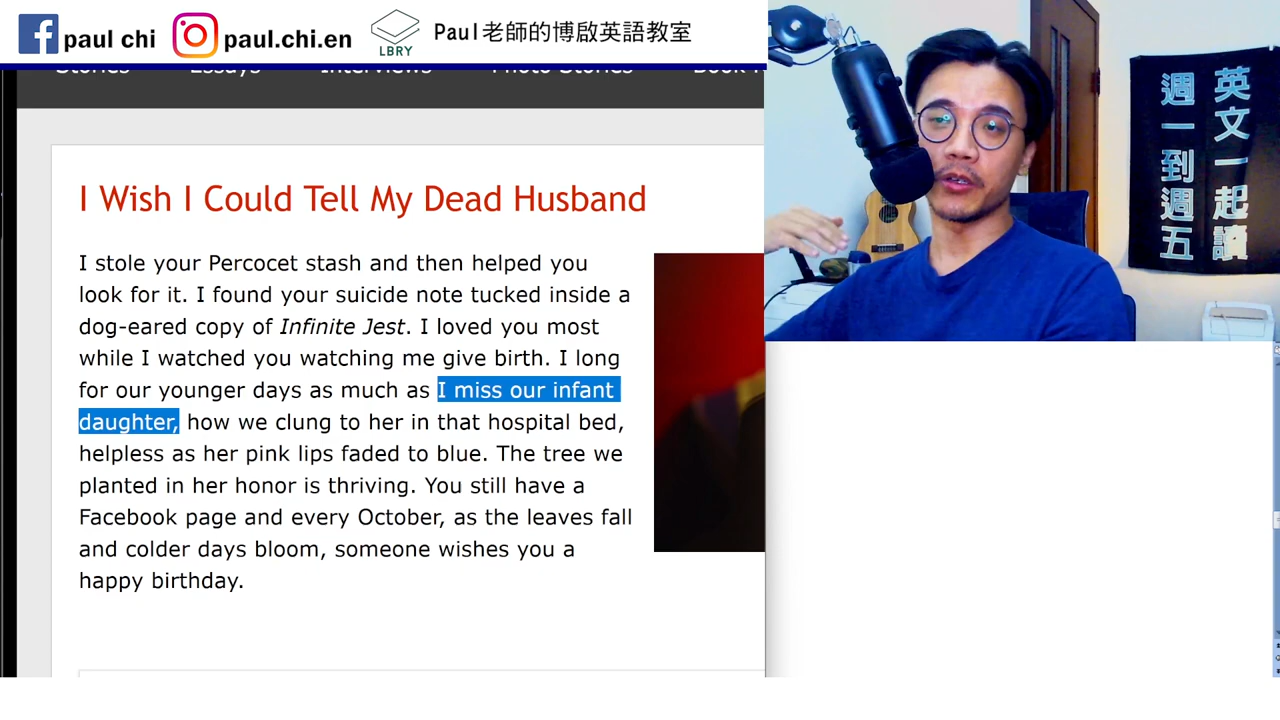 paul chi
paul.chi.en
LBRY
Paul老師的博啟英語教室
Stories Essays Interviews Photo Stories Book
I Wish I Could Tell My Dead Husband
I stole your Percocet stash and then helped you
look for it. I found your suicide note tucked inside a
dog-eared copy of Infinite Jest. I loved you most
while I watched you watching me give birth. I long
for our younger days as much as I miss our infant
daughter, how we clung to her in that hospital bed,
helpless as her pink lips faded to blue. The tree we
planted in her honor is thriving. You still have a
Facebook page and every October, as the leaves fall
and colder days bloom, someone wishes you a
happy birthday.
英文一起讀
週一到週五